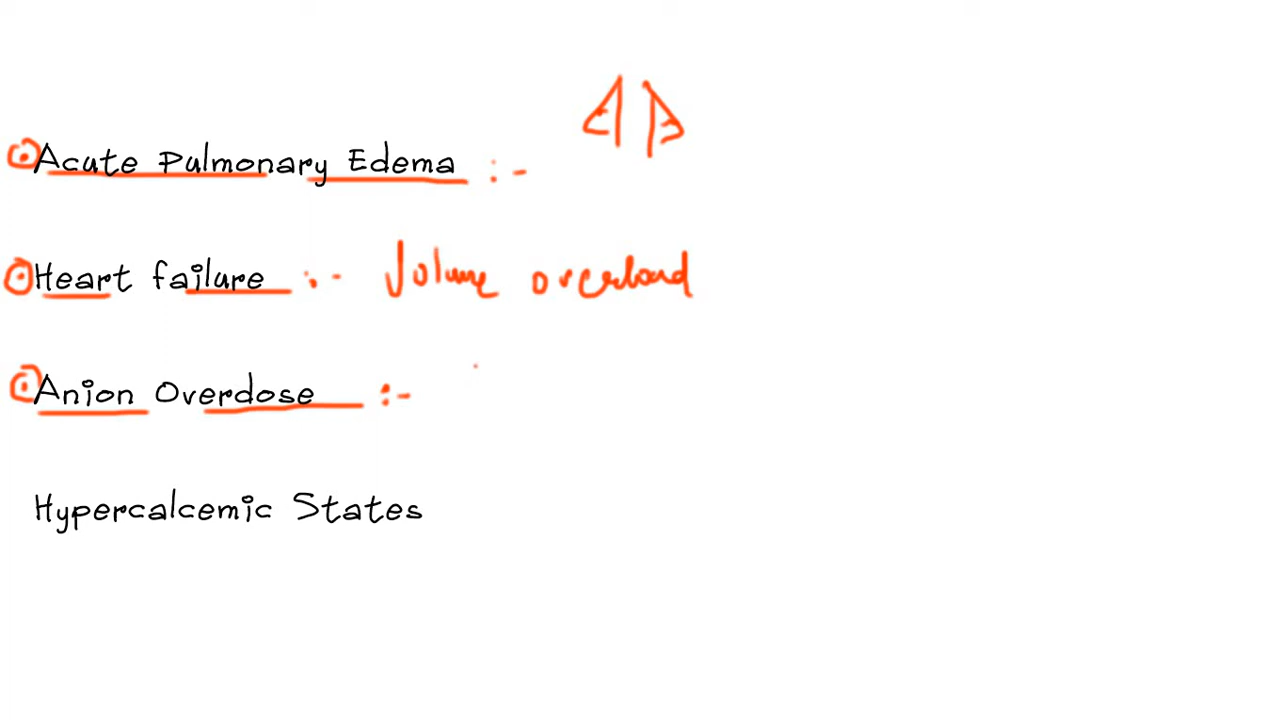 Acute Pulmonary Edema :-
Heart failure :- Volume overload
Anion Overdose :-
Hypercalcemic States